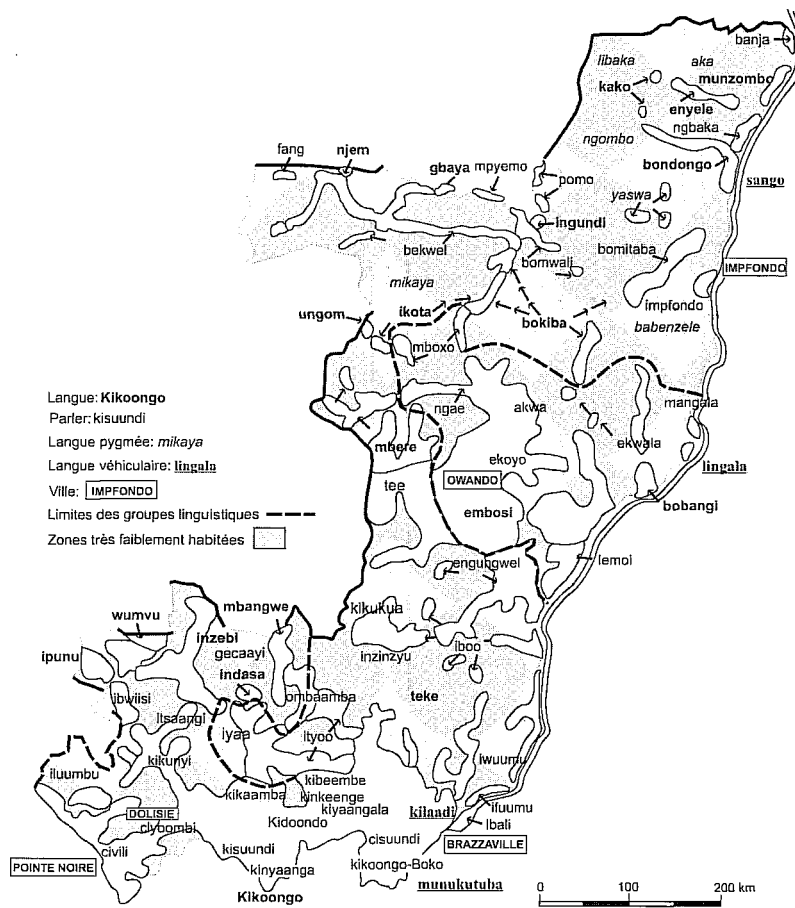 banja
libaka
aka
kako
munzombo
enyele
ngbaka
ngombo
bondongo
sango
fang
njem
gbaya
mpyemo
pomo
yaswa
ingundi
bekwel
bomwali
bomitaba
IMPFONDO
mikaya
impfondo
ungom
ikota
bokiba
babenzele
mboxo
Langue: Kikoongo
Parler: kisuundi
Langue pygmée: mikaya
Langue véhiculaire: lingala
Ville: IMPFONDO
Limites des groupes linguistiques
Zones très faiblement habitées
ngae
akwa
mangala
ekwala
mbere
ekoyo
lingala
tee
OWANDO
bobangi
embosi
engungwel
lemoi
wumvu
mbangwe
kikukua
inzebi
gecaayi
inzinzyu
iboo
ipunu
indasa
ibwiisi
ombaamba
teke
Itsaangi
iyaa
Ityoo
iwuumu
kikunyi
iluumbu
kibeembe
kikaamba
kinkeenge
kiyaangala
kilaadi
ifuumu
Ibali
DOLISIE
ciyoombi
Kidoondo
civili
kisuundi
cisuundi
BRAZZAVILLE
POINTE NOIRE
kinyaanga
kikoongo-Boko
Kikoongo
munukutuba
0 100 200 km